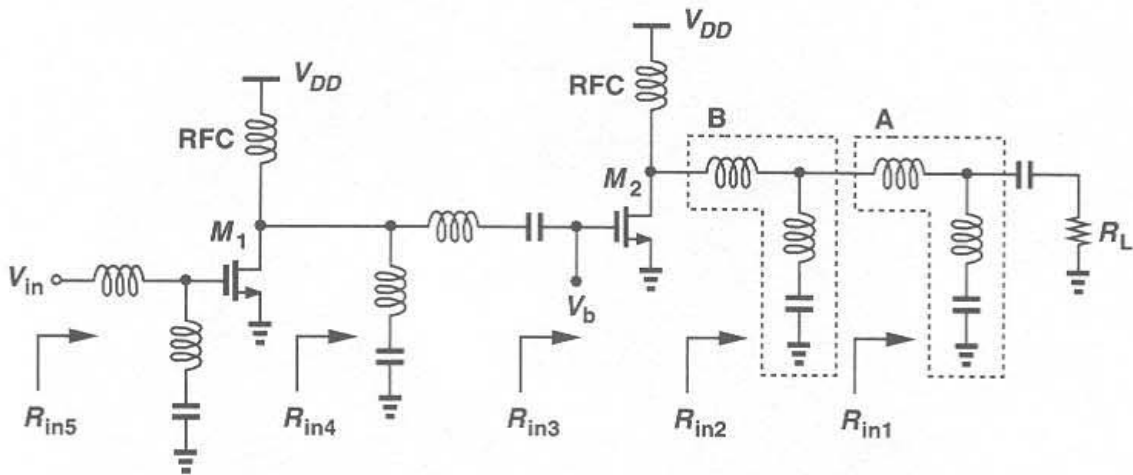 V_DD
V_DD
RFC
RFC
B
A
M_2
M_1
R_L
V_in
V_b
R_in5
R_in4
R_in3
R_in2
R_in1